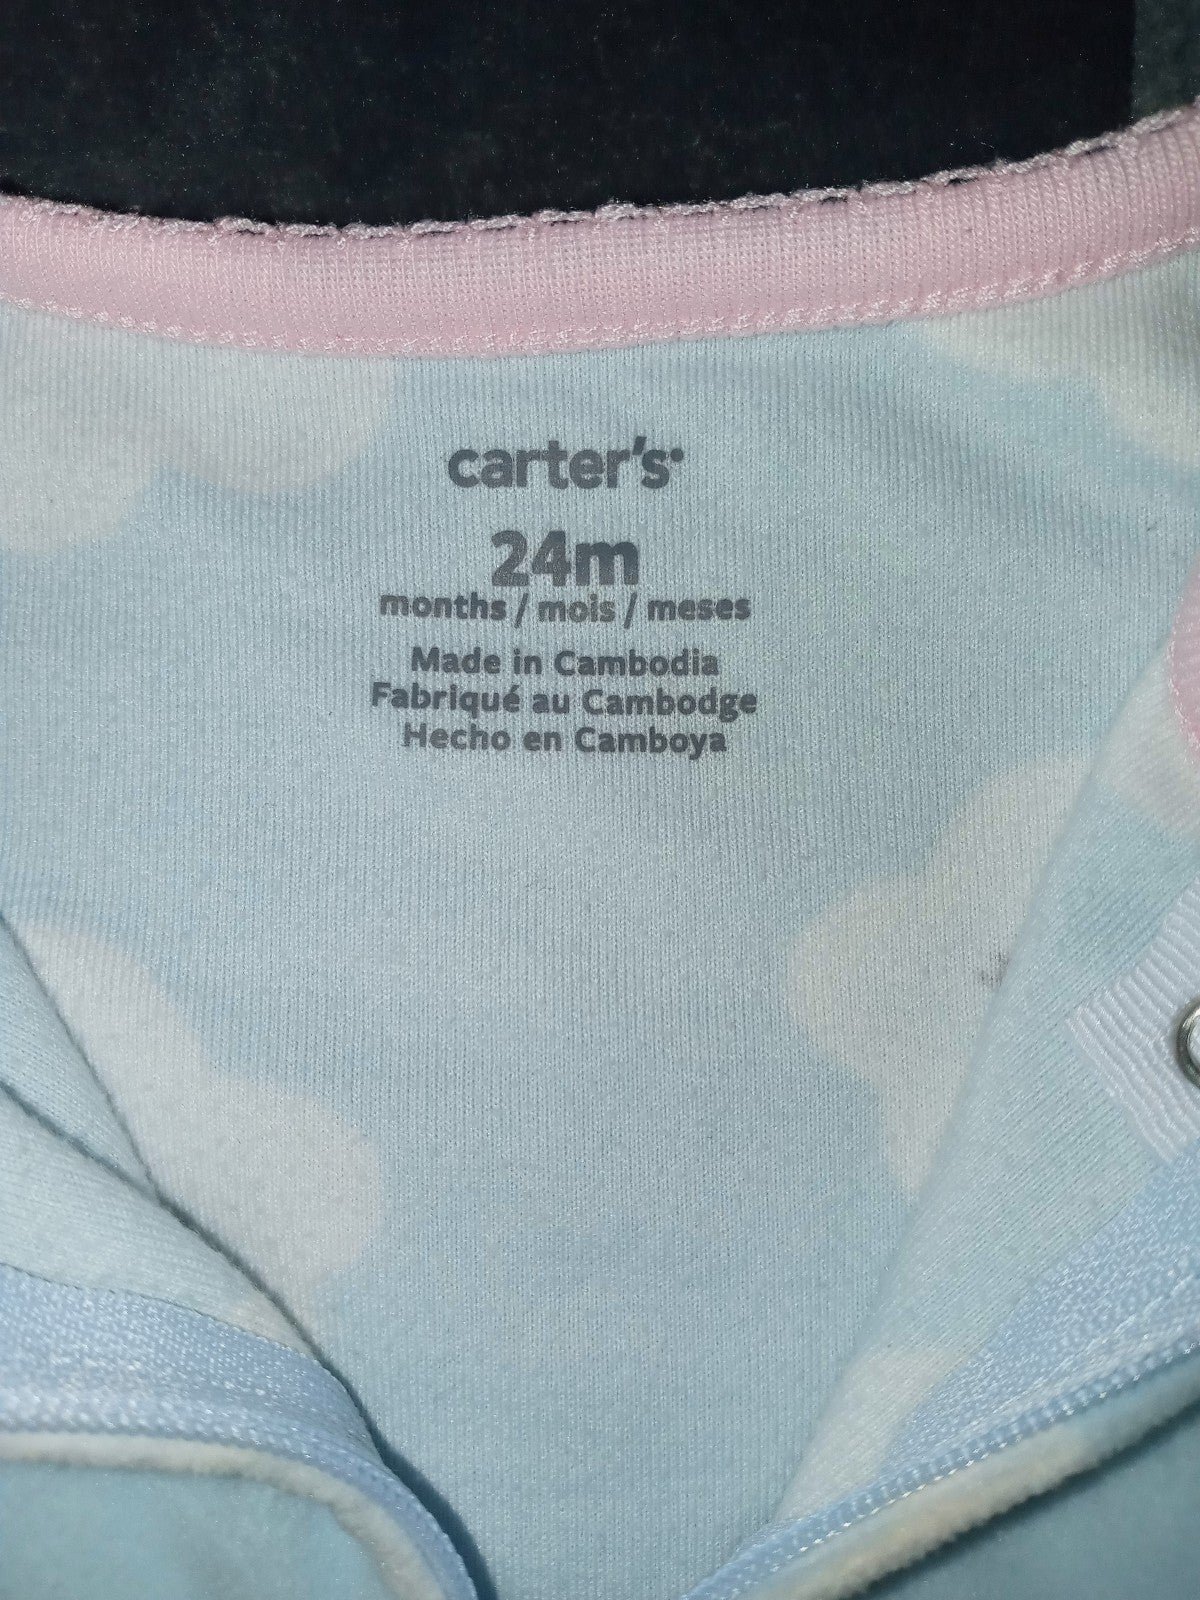 carter's
24m
months / mois / meses
Made in Cambodia
Fabriqué au Cambodge
Hecho en Camboya